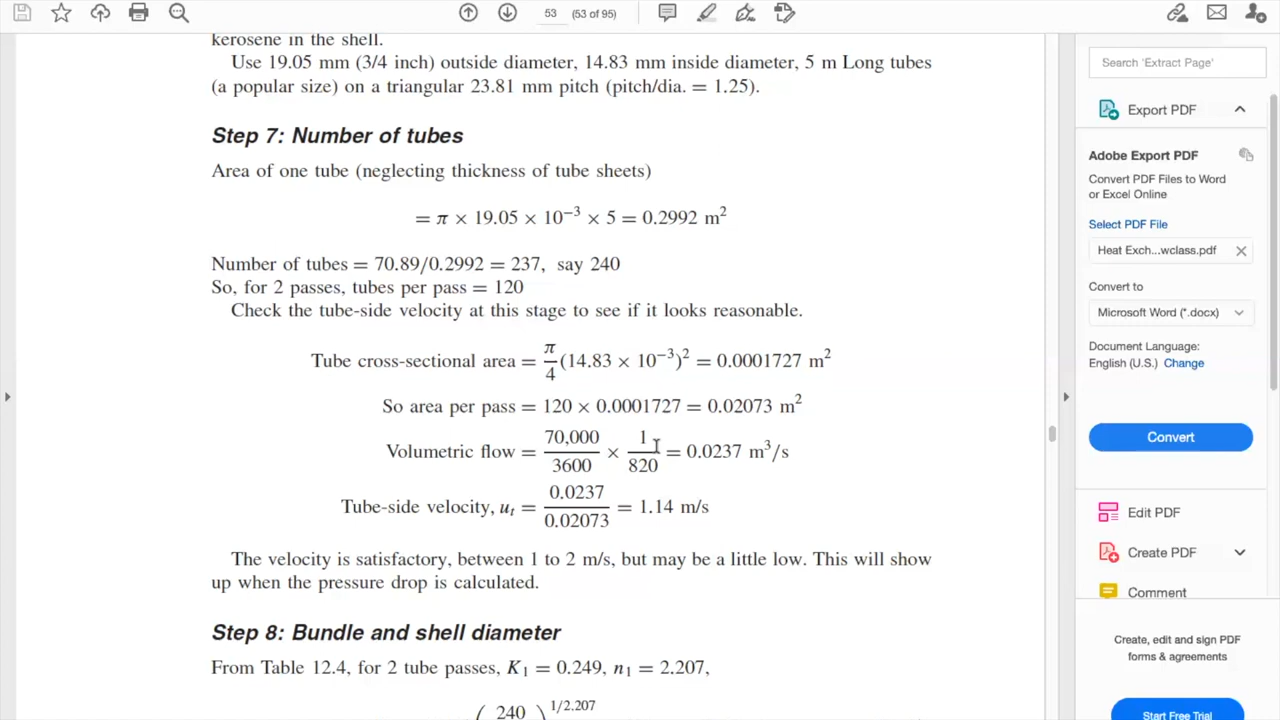 53 (53 of 95)
kerosene in the shell.
Use 19.05 mm (3/4 inch) outside diameter, 14.83 mm inside diameter, 5 m Long tubes
(a popular size) on a triangular 23.81 mm pitch (pitch/dia. = 1.25).
Step 7: Number of tubes
Area of one tube (neglecting thickness of tube sheets)
= π × 19.05 × 10⁻³ × 5 = 0.2992 m²
Number of tubes = 70.89/0.2992 = 237, say 240
So, for 2 passes, tubes per pass = 120
Check the tube-side velocity at this stage to see if it looks reasonable.
Tube cross-sectional area = π/4 (14.83 × 10⁻³)² = 0.0001727 m²
So area per pass = 120 × 0.0001727 = 0.02073 m²
Volumetric flow = 70,000/3600 × 1/820 = 0.0237 m³/s
Tube-side velocity, uₜ = 0.0237/0.02073 = 1.14 m/s
The velocity is satisfactory, between 1 to 2 m/s, but may be a little low. This will show
up when the pressure drop is calculated.
Step 8: Bundle and shell diameter
From Table 12.4, for 2 tube passes, K₁ = 0.249, n₁ = 2.207,
(240)^1/2.207
Search 'Extract Page'
Export PDF
Adobe Export PDF
Convert PDF Files to Word
or Excel Online
Select PDF File
Heat Exch...wclass.pdf
Convert to
Microsoft Word (*.docx)
Document Language:
English (U.S.) Change
Convert
Edit PDF
Create PDF
Comment
Create, edit and sign PDF
forms & agreements
Start Free Trial